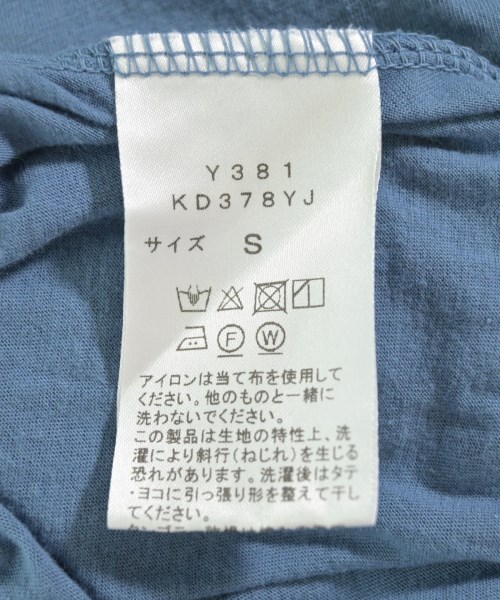 Y381
KD378YJ
サイズ S
F W
アイロンは当て布を使用して
ください。他のものと一緒に
洗わないでください。
この製品は生地の特性上、洗
濯により斜行(ねじれ)を生じる
恐れがあります。洗濯後はタテ
・ヨコに引っ張り形を整えて干し
てください。